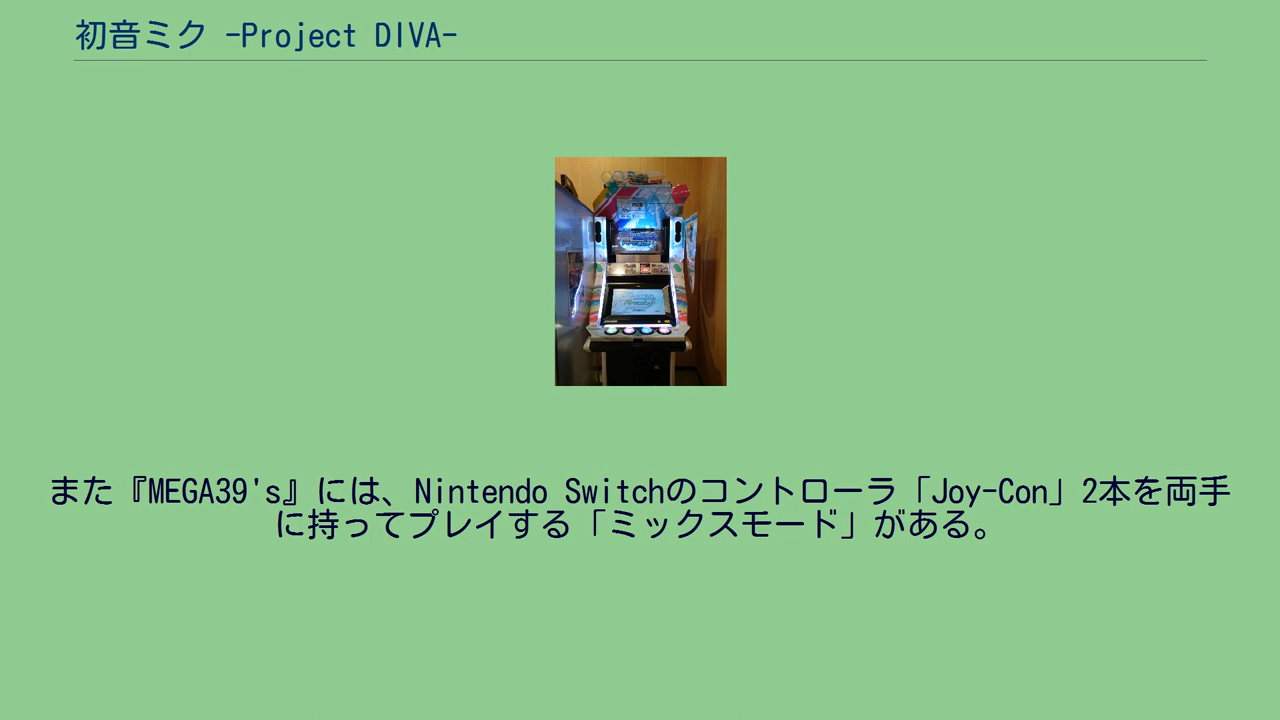 初音ミク -Project DIVA-
また『MEGA39's』には、Nintendo Switchのコントローラ「Joy-Con」2本を両手
に持ってプレイする「ミックスモード」がある。